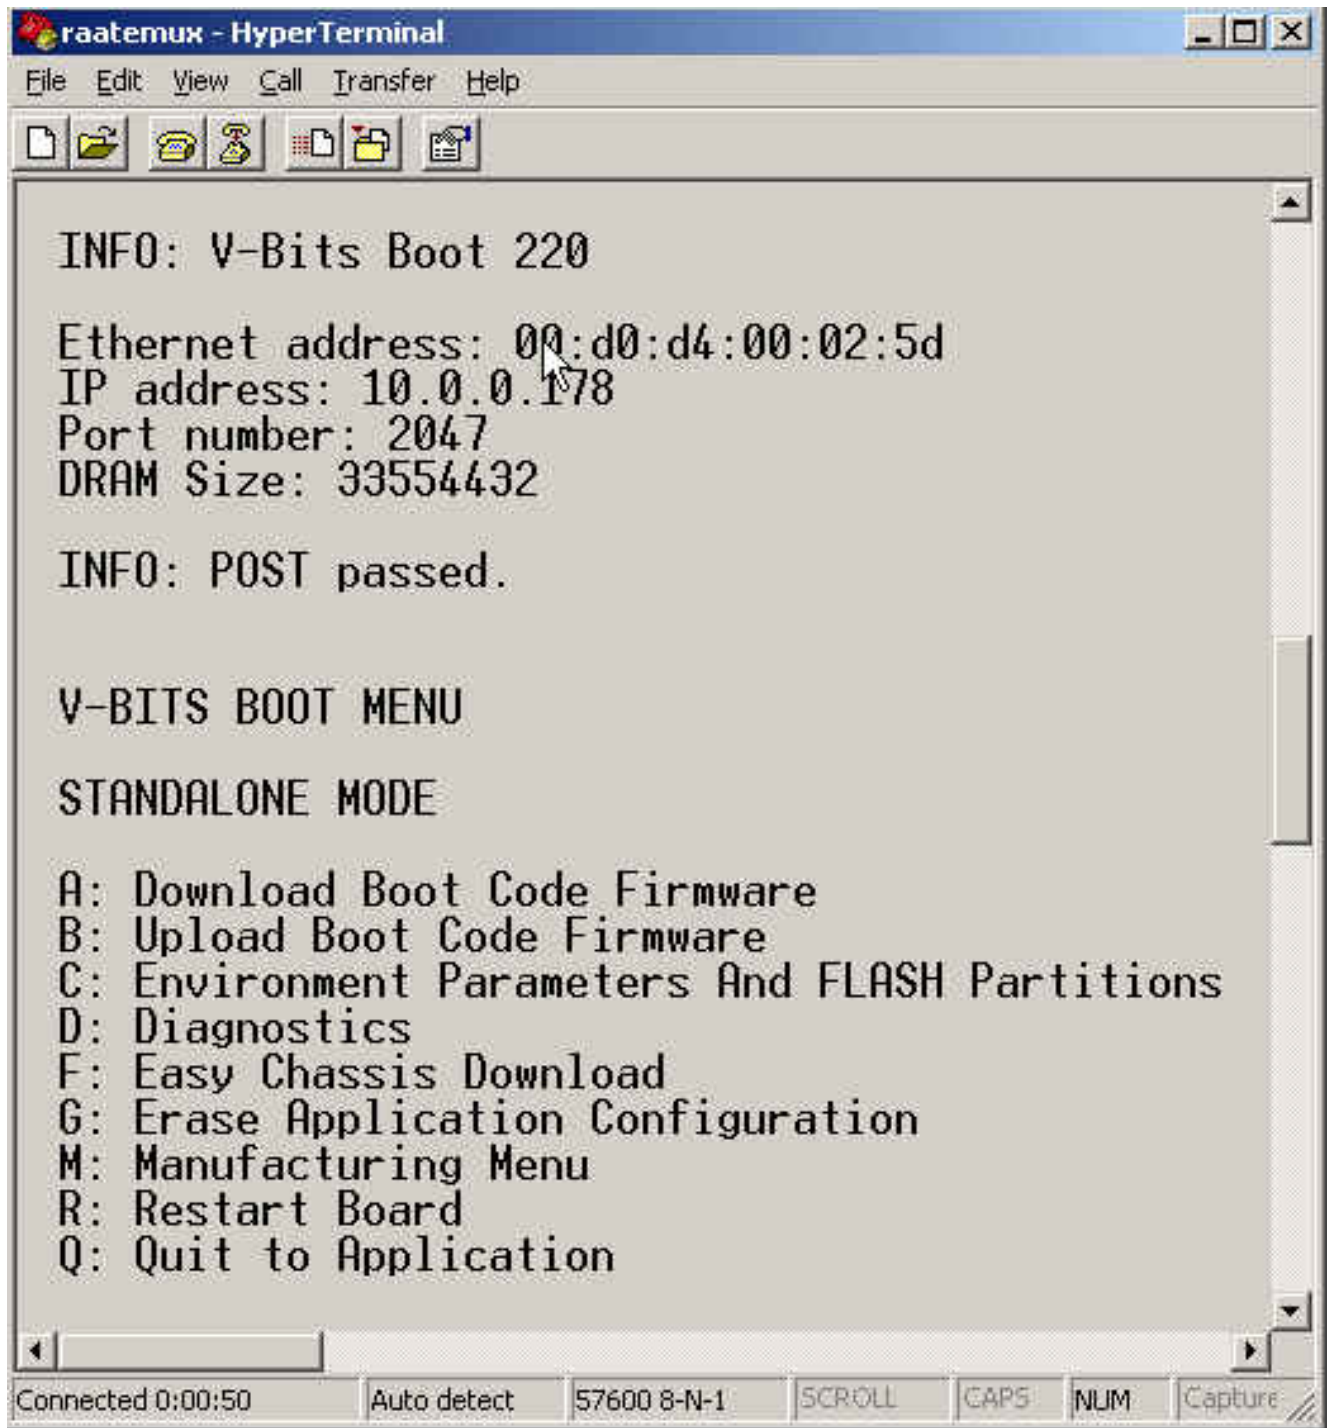 raatemux - HyperTerminal
File Edit View Call Transfer Help
INFO: V-Bits Boot 220
Ethernet address: 00:d0:d4:00:02:5d
IP address: 10.0.0.178
Port number: 2047
DRAM Size: 33554432
INFO: POST passed.
V-BITS BOOT MENU
STANDALONE MODE
A: Download Boot Code Firmware
B: Upload Boot Code Firmware
C: Environment Parameters And FLASH Partitions
D: Diagnostics
F: Easy Chassis Download
G: Erase Application Configuration
M: Manufacturing Menu
R: Restart Board
Q: Quit to Application
Connected 0:00:50 Auto detect 57600 8-N-1 SCROLL CAPS NUM Capture